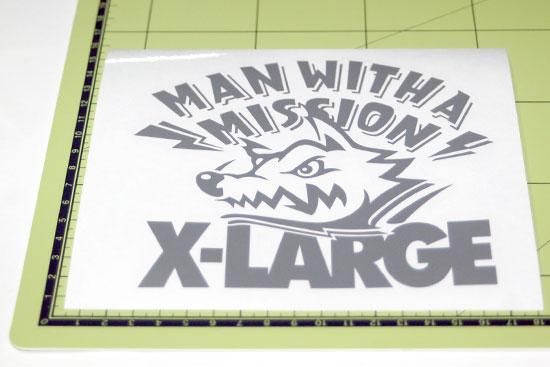 MAN WITH A
MISSION
X-LARGE